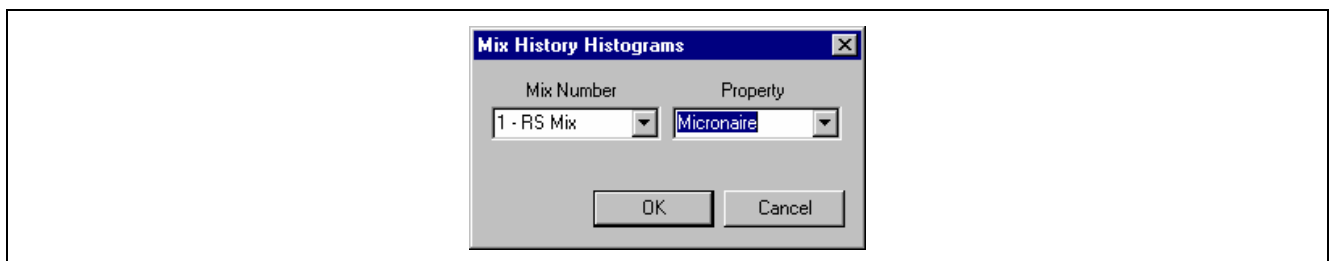 Mix History Histograms
Mix Number Property
1 - RS Mix Micronaire
OK Cancel